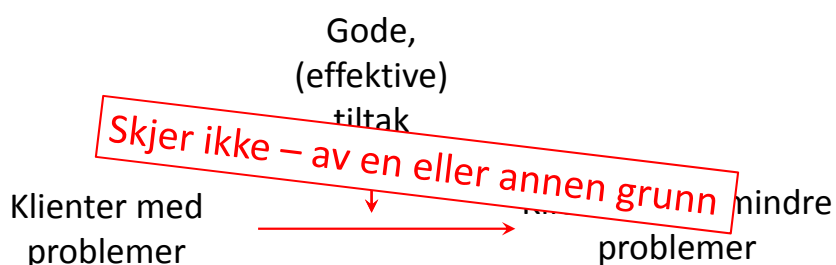 Gode,
(effektive)
tiltak
Skjer ikke – av en eller annen grunn
Klienter med
problemer
mindre
problemer